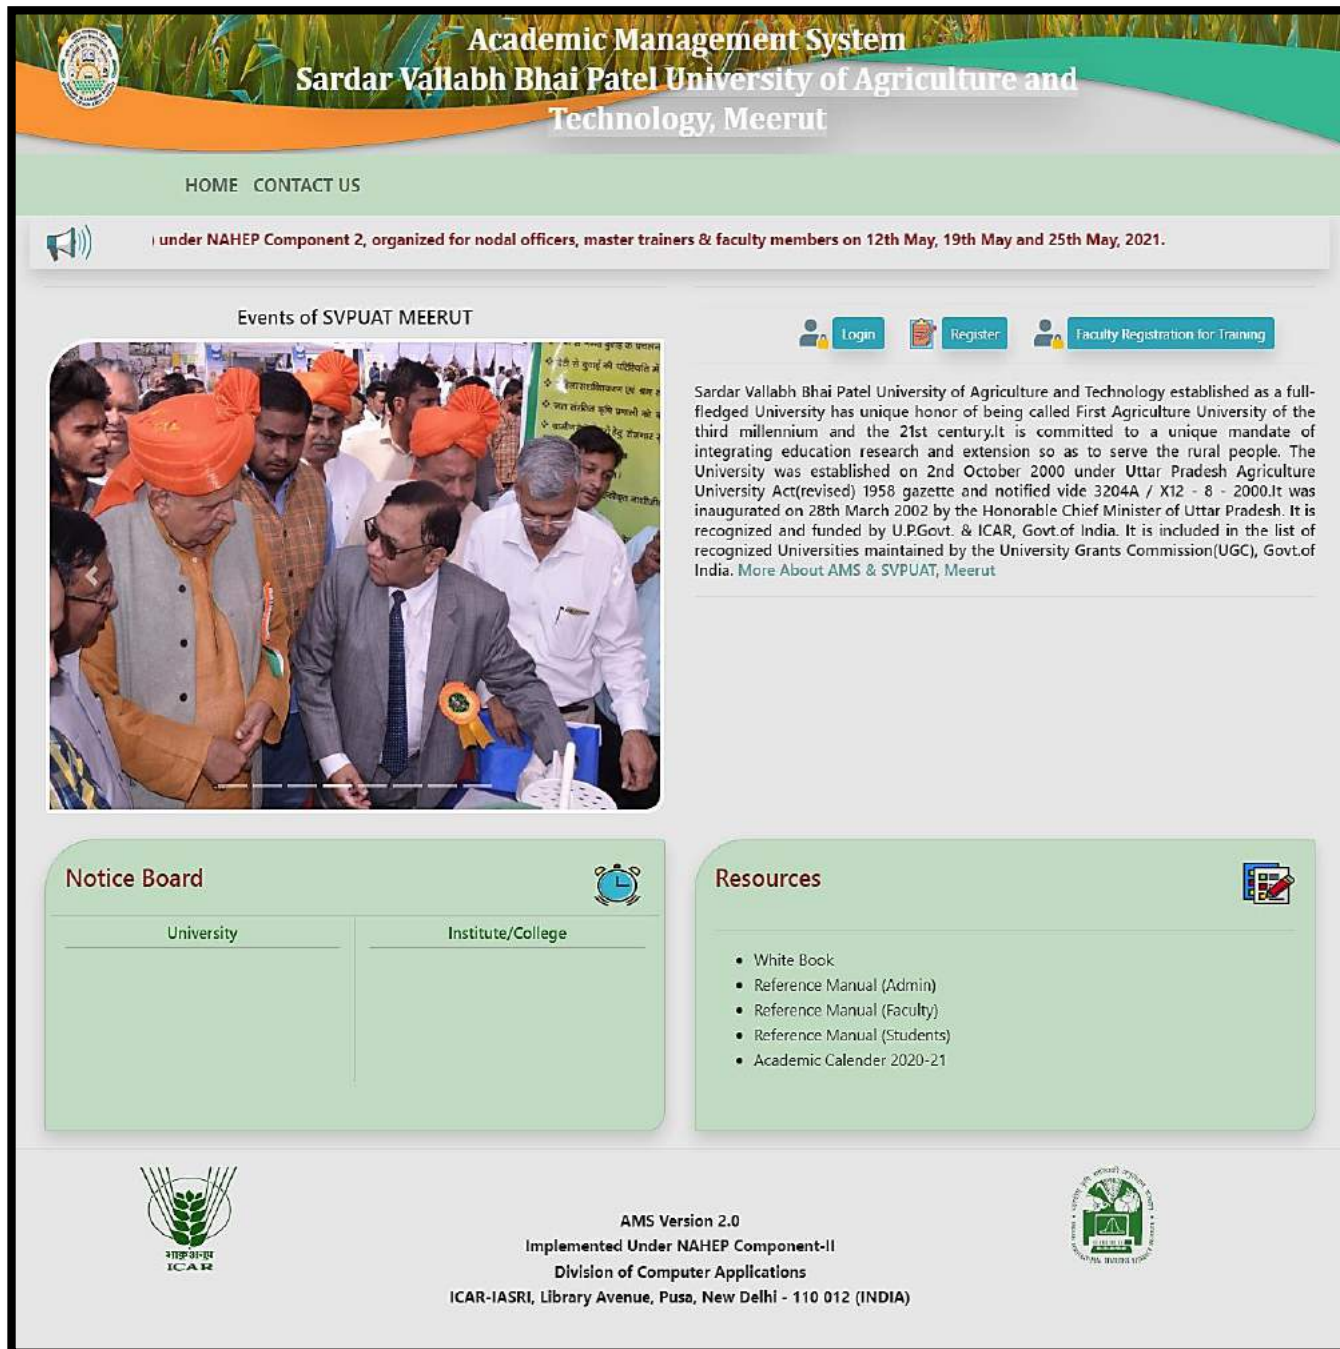 Academic Management System
Sardar Vallabh Bhai Patel University of Agriculture and
Technology, Meerut
HOME CONTACT US
under NAHEP Component 2, organized for nodal officers, master trainers & faculty members on 12th May, 19th May and 25th May, 2021.
Events of SVPUAT MEERUT
Login Register Faculty Registration for Training
Sardar Vallabh Bhai Patel University of Agriculture and Technology established as a full-
fledged University has unique honor of being called First Agriculture University of the
third millennium and the 21st century.It is committed to a unique mandate of
integrating education research and extension so as to serve the rural people. The
University was established on 2nd October 2000 under Uttar Pradesh Agriculture
University Act(revised) 1958 gazette and notified vide 3204A / X12 - 8 - 2000.It was
inaugurated on 28th March 2002 by the Honorable Chief Minister of Uttar Pradesh. It is
recognized and funded by U.P.Govt. & ICAR, Govt.of India. It is included in the list of
recognized Universities maintained by the University Grants Commission(UGC), Govt.of
India. More About AMS & SVPUAT, Meerut
Notice Board
University Institute/College
Resources
• White Book
• Reference Manual (Admin)
• Reference Manual (Faculty)
• Reference Manual (Students)
• Academic Calender 2020-21
भाकृअनुप
ICAR
AMS Version 2.0
Implemented Under NAHEP Component-II
Division of Computer Applications
ICAR-IASRI, Library Avenue, Pusa, New Delhi - 110 012 (INDIA)